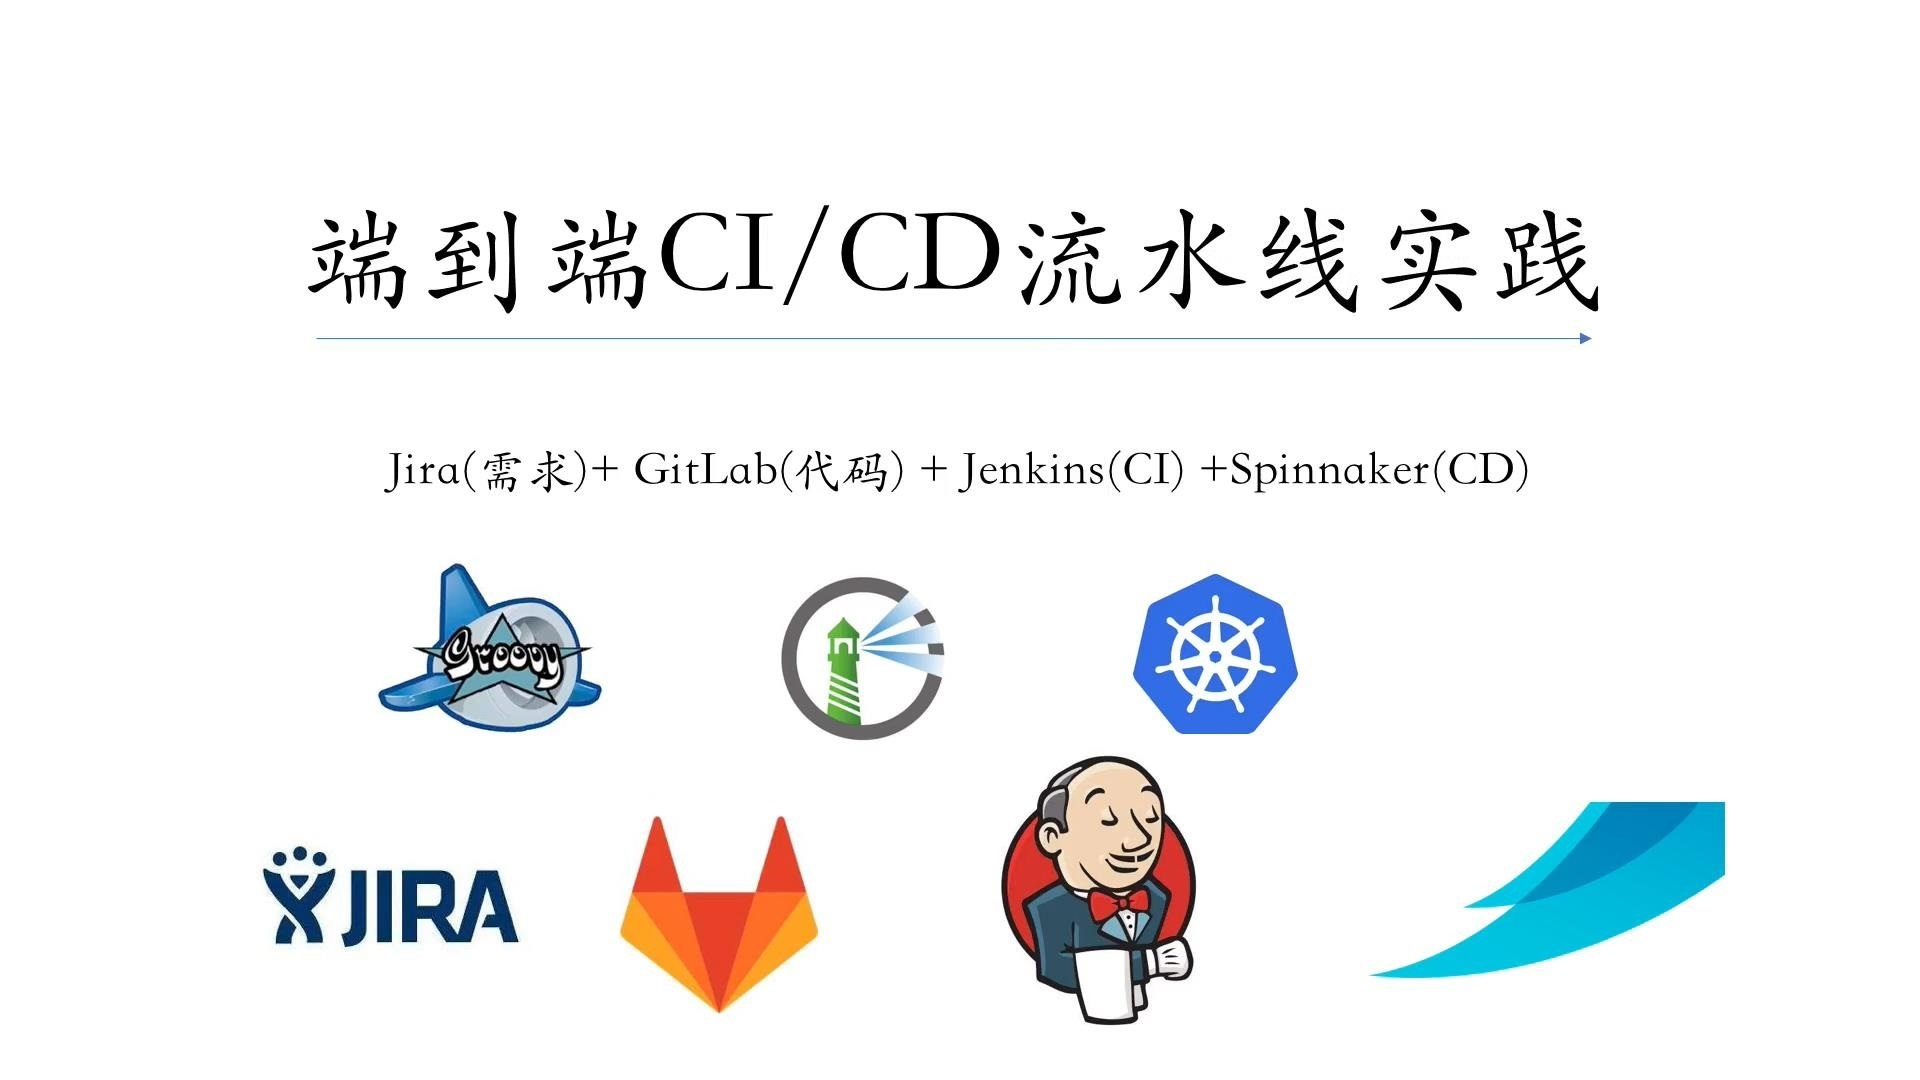 端到端CI/CD流水线实践
Jira(需求)+ GitLab(代码) + Jenkins(CI) +Spinnaker(CD)
Groovy
JIRA